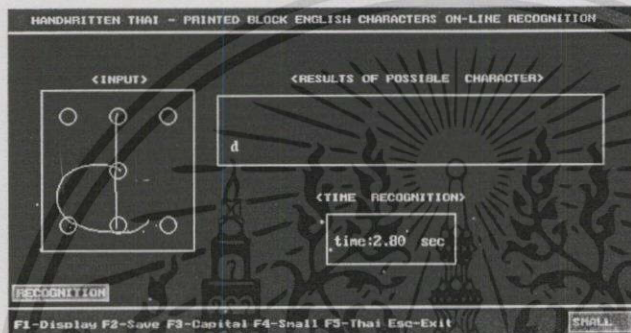 HANDWRITTEN THAI - PRINTED BLOCK ENGLISH CHARACTERS ON-LINE RECOGNITION
<INPUT>
<RESULTS OF POSSIBLE CHARACTER>
d
<TIME RECOGNITION>
time:2.80 sec
RECOGNITION
F1-Display F2-Save F3-Capital F4-Small F5-Thai Esc-Exit
SMALL